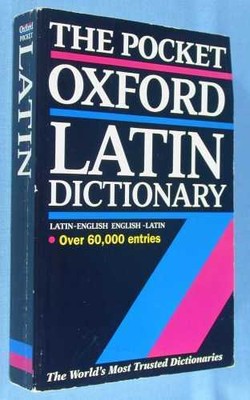 Oxford
POCKET
LATIN
THE POCKET
OXFORD
LATIN
DICTIONARY
LATIN-ENGLISH ENGLISH-LATIN
• Over 60,000 entries
The World's Most Trusted Dictionaries